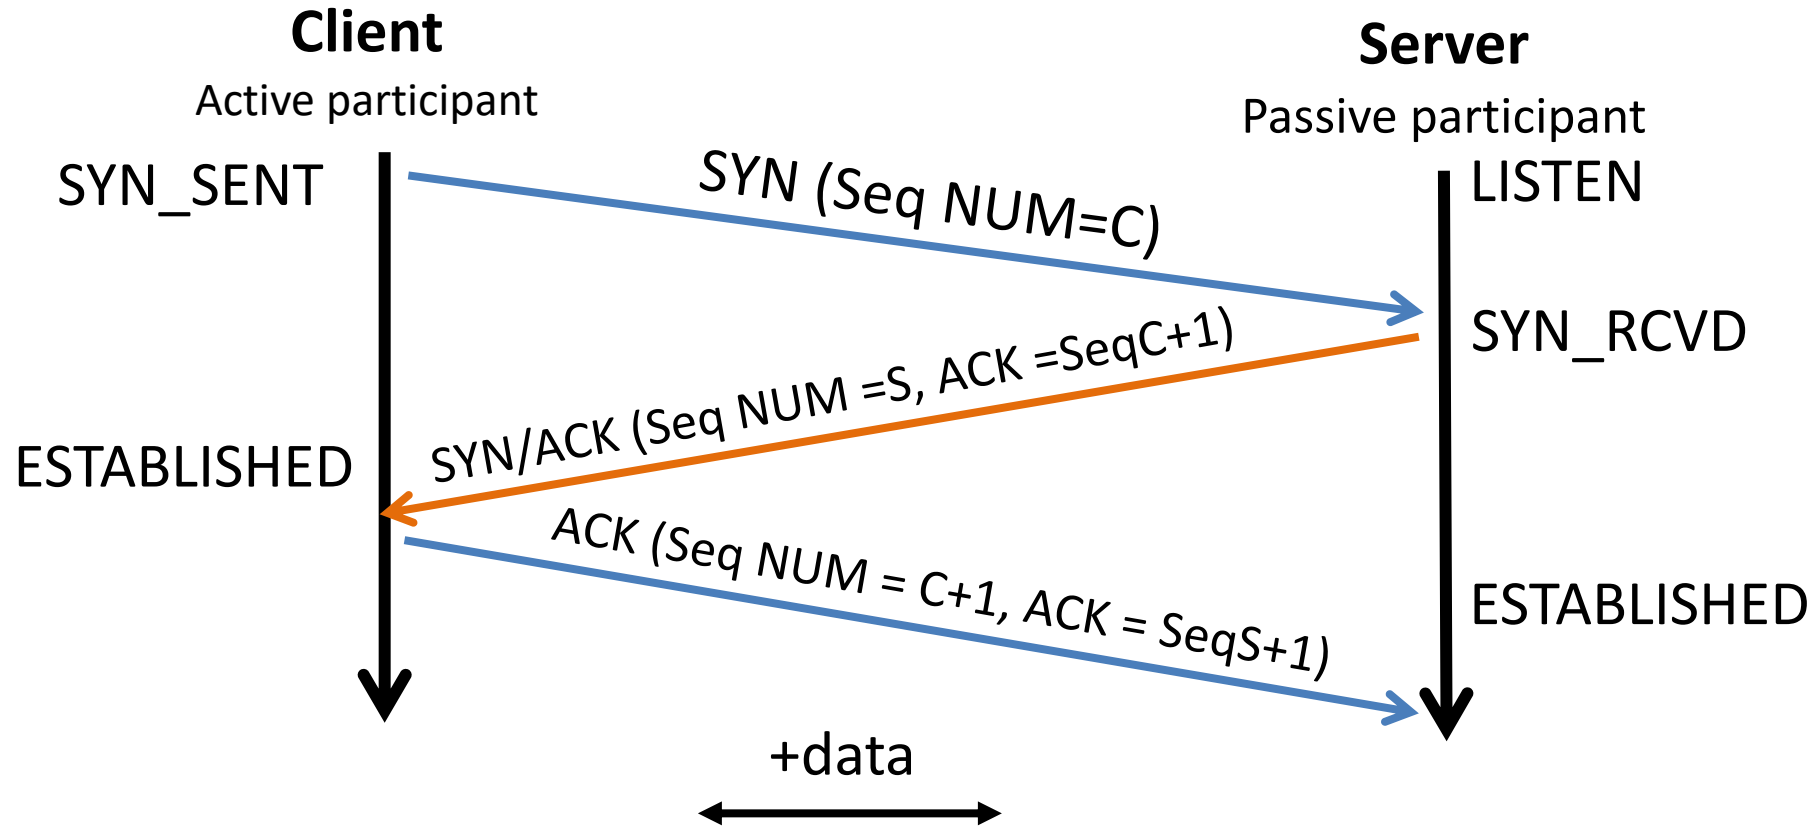 Client
Server
Active participant
Passive participant
SYN_SENT
SYN (Seq NUM=C)
LISTEN
SYN_RCVD
SYN/ACK (Seq NUM =S, ACK =SeqC+1)
ESTABLISHED
ACK (Seq NUM = C+1, ACK = SeqS+1)
ESTABLISHED
+data